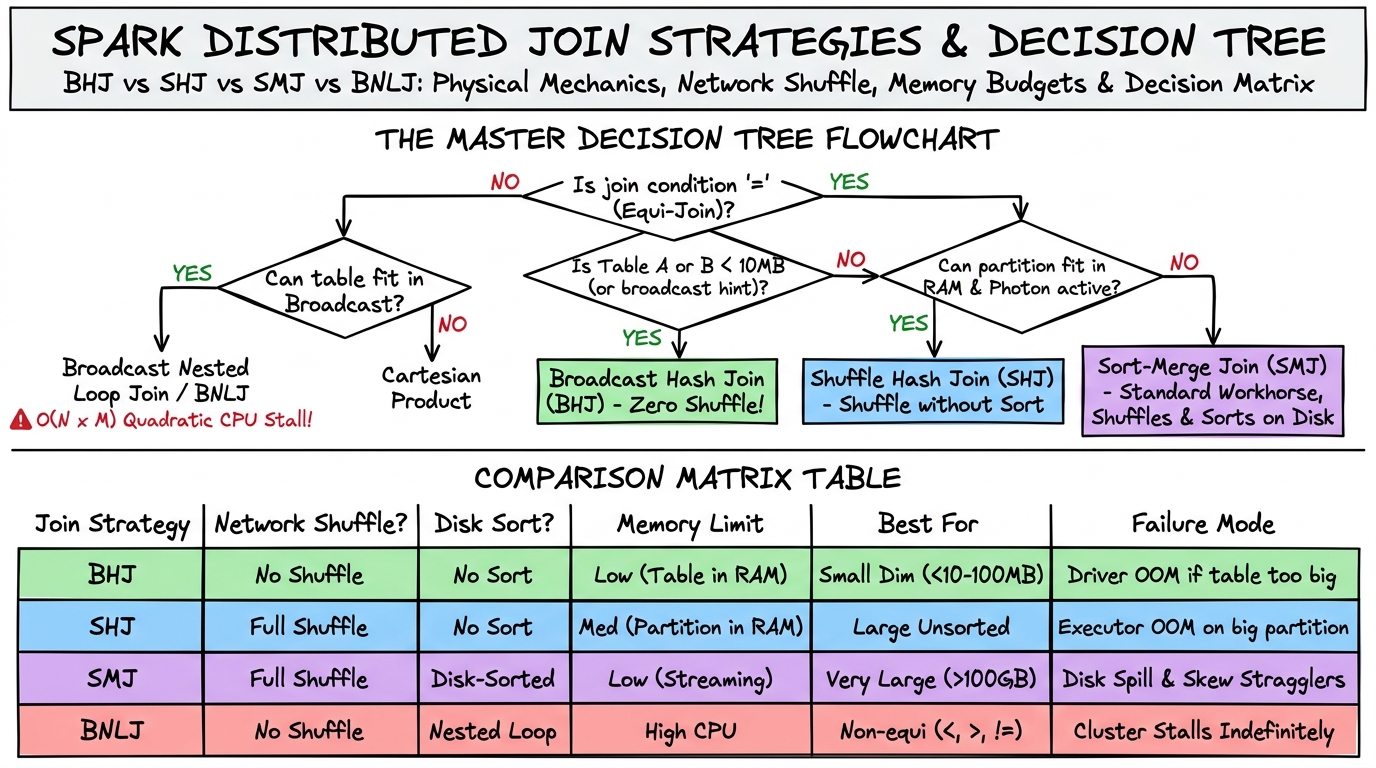 SPARK DISTRIBUTED JOIN STRATEGIES & DECISION TREE
BHJ vs SHJ vs SMJ vs BNLJ: Physical Mechanics, Network Shuffle, Memory Budgets & Decision Matrix
THE MASTER DECISION TREE FLOWCHART
NO
Is join condition '='
(Equi-Join)?
YES
YES
Can table fit in
Broadcast?
NO
Is Table A or B < 10MB
(or broadcast hint)?
NO
YES
Can partition fit in
RAM & Photon active?
NO
YES
Broadcast Nested
Loop Join / BNLJ
O(N x M) Quadratic CPU Stall!
Cartesian
Product
Broadcast Hash Join
(BHJ) - Zero Shuffle!
Shuffle Hash Join (SHJ)
- Shuffle without Sort
Sort-Merge Join (SMJ)
- Standard Workhorse,
Shuffles & Sorts on Disk
COMPARISON MATRIX TABLE
Join Strategy Network Shuffle? Disk Sort? Memory Limit Best For Failure Mode
BHJ No Shuffle No Sort Low (Table in RAM) Small Dim (<10-100MB) Driver OOM if table too big
SHJ Full Shuffle No Sort Med (Partition in RAM) Large Unsorted Executor OOM on big partition
SMJ Full Shuffle Disk-Sorted Low (Streaming) Very Large (>100GB) Disk Spill & Skew Stragglers
BNLJ No Shuffle Nested Loop High CPU Non-equi (<, >, !=) Cluster Stalls Indefinitely